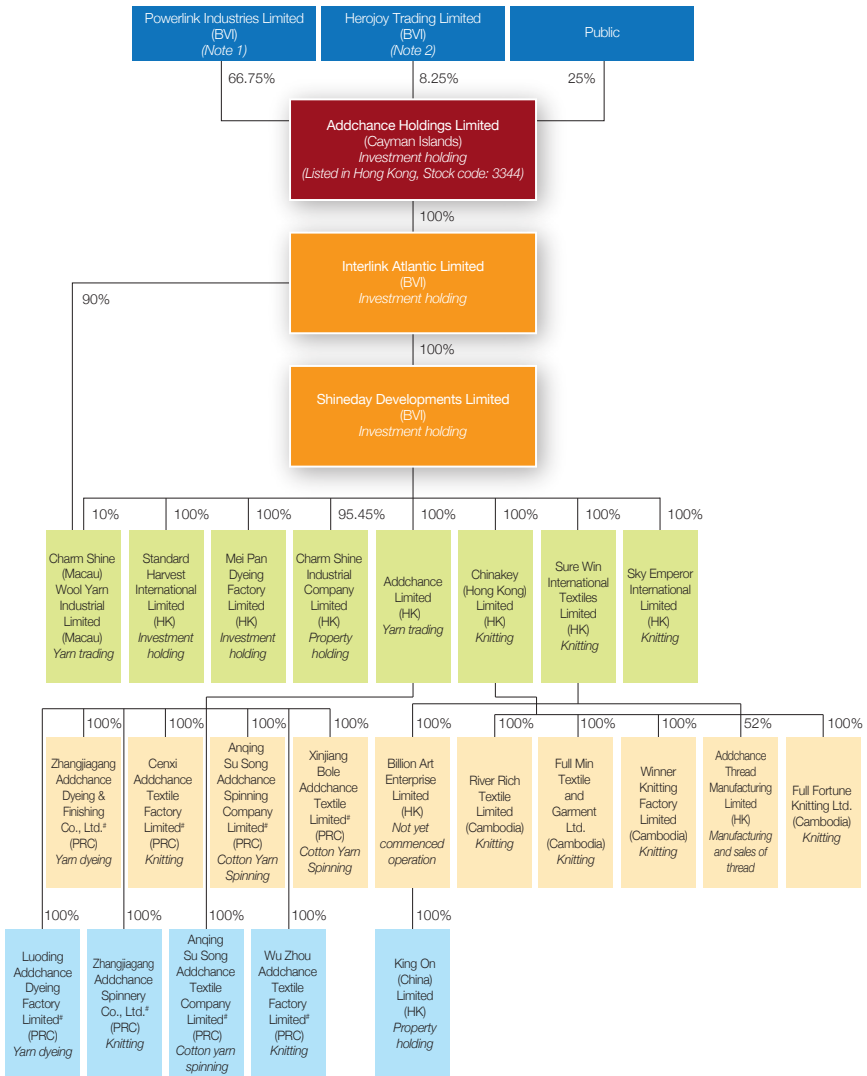 Powerlink Industries Limited
(BVI)
(Note 1)
Herojoy Trading Limited
(BVI)
(Note 2)
Public
66.75%
8.25%
25%
Addchance Holdings Limited
(Cayman Islands)
Investment holding
(Listed in Hong Kong, Stock code: 3344)
100%
Interlink Atlantic Limited
(BVI)
Investment holding
90%
100%
Shineday Developments Limited
(BVI)
Investment holding
10%
100%
100%
95.45%
100%
100%
100%
100%
Charm Shine
(Macau)
Wool Yarn
Industrial
Limited
(Macau)
Yarn trading
Standard
Harvest
International
Limited
(HK)
Investment
holding
Mei Pan
Dyeing
Factory
Limited
(HK)
Investment
holding
Charm Shine
Industrial
Company
Limited
(HK)
Property
holding
Addchance
Limited
(HK)
Yarn trading
Chinakey
(Hong Kong)
Limited
(HK)
Knitting
Sure Win
International
Textiles
Limited
(HK)
Knitting
Sky Emperor
International
Limited
(HK)
Knitting
100%
100%
100%
100%
100%
100%
100%
100%
52%
100%
Zhangjiagang
Addchance
Dyeing &
Finishing
Co., Ltd.#
(PRC)
Yarn dyeing
Cenxi
Addchance
Textile
Factory
Limited#
(PRC)
Knitting
Anqing
Su Song
Addchance
Spinning
Company
Limited#
(PRC)
Cotton Yarn
Spinning
Xinjiang
Bole
Addchance
Textile
Limited#
(PRC)
Cotton Yarn
Spinning
Billion Art
Enterprise
Limited
(HK)
Not yet
commenced
operation
River Rich
Textile
Limited
(Cambodia)
Knitting
Full Min
Textile
and
Garment
Ltd.
(Cambodia)
Knitting
Winner
Knitting
Factory
Limited
(Cambodia)
Knitting
Addchance
Thread
Manufacturing
Limited
(HK)
Manufacturing
and sales of
thread
Full Fortune
Knitting Ltd.
(Cambodia)
Knitting
100%
100%
100%
100%
100%
Luoding
Addchance
Dyeing
Factory
Limited#
(PRC)
Yarn dyeing
Zhangjiagang
Addchance
Spinnery
Co., Ltd.#
(PRC)
Knitting
Anqing
Su Song
Addchance
Textile
Company
Limited#
(PRC)
Cotton yarn
spinning
Wu Zhou
Addchance
Textile
Factory
Limited#
(PRC)
Knitting
King On
(China)
Limited
(HK)
Property
holding